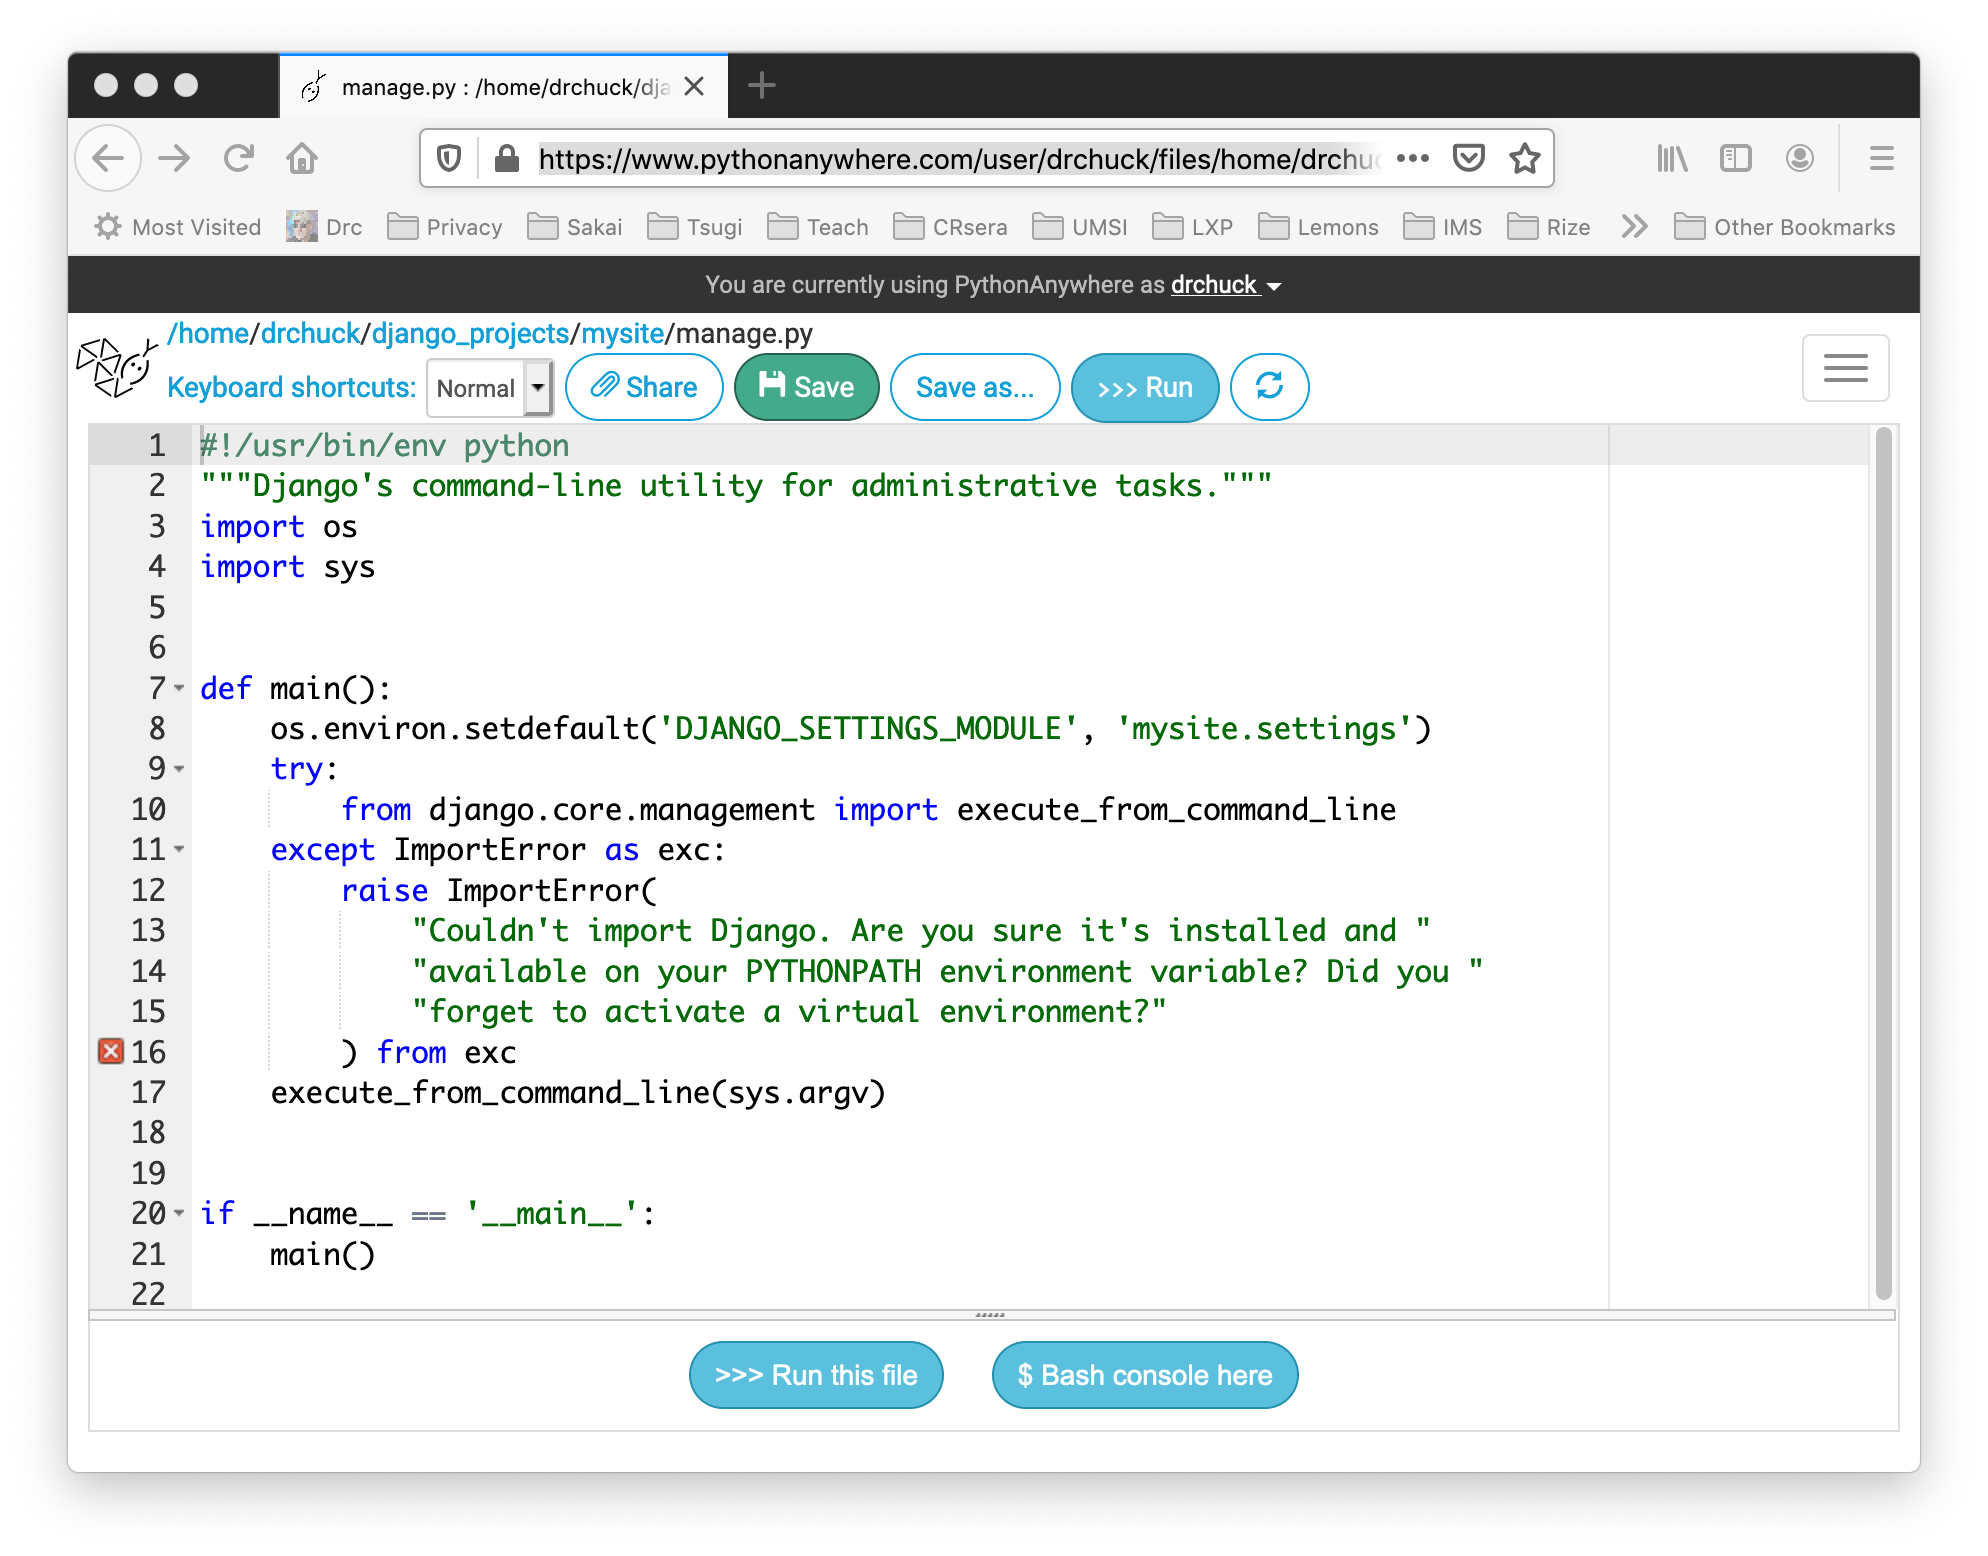 manage.py : /home/drchuck/dja
https://www.pythonanywhere.com/user/drchuck/files/home/drchuc
Most Visited Drc Privacy Sakai Tsugi Teach CRsera UMSI LXP Lemons IMS Rize Other Bookmarks
You are currently using PythonAnywhere as drchuck
/home/drchuck/django_projects/mysite/manage.py
Keyboard shortcuts: Normal Share Save Save as... >>> Run
1 #!/usr/bin/env python
2 """Django's command-line utility for administrative tasks."""
3 import os
4 import sys
5
6
7 def main():
8     os.environ.setdefault('DJANGO_SETTINGS_MODULE', 'mysite.settings')
9     try:
10         from django.core.management import execute_from_command_line
11     except ImportError as exc:
12         raise ImportError(
13             "Couldn't import Django. Are you sure it's installed and "
14             "available on your PYTHONPATH environment variable? Did you "
15             "forget to activate a virtual environment?"
16         ) from exc
17     execute_from_command_line(sys.argv)
18
19
20 if __name__ == '__main__':
21     main()
22
>>> Run this file $ Bash console here